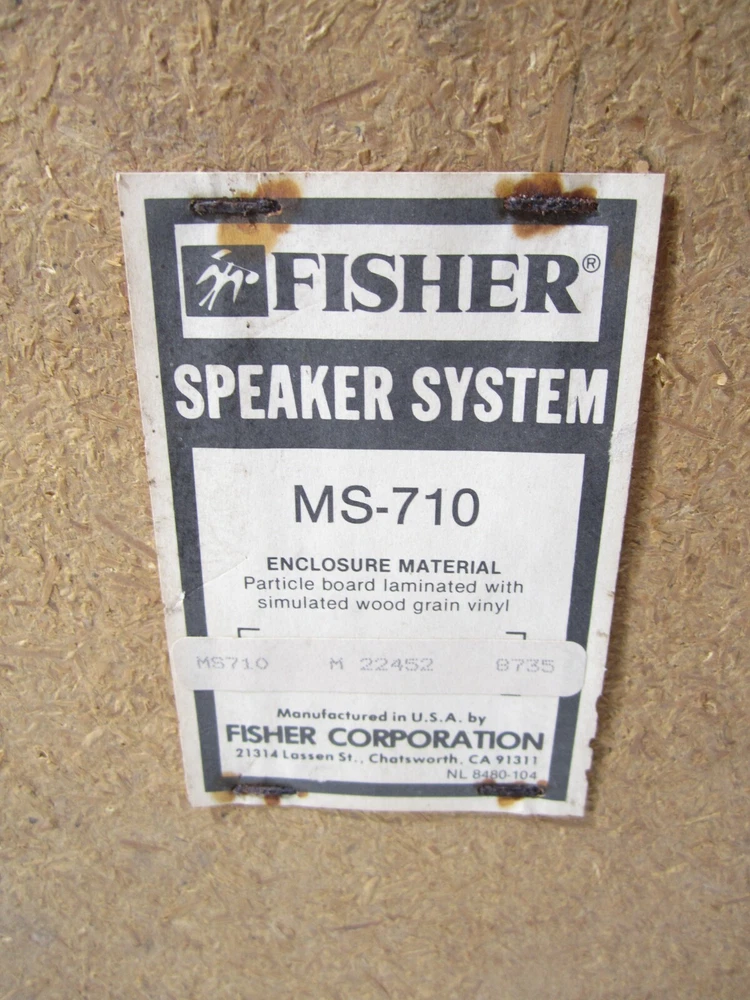 FISHER®
SPEAKER SYSTEM
MS-710
ENCLOSURE MATERIAL
Particle board laminated with
simulated wood grain vinyl
MS710 M 22452 8735
Manufactured in U.S.A. by
FISHER CORPORATION
21314 Lassen St., Chatsworth, CA 91311
NL 8480-104